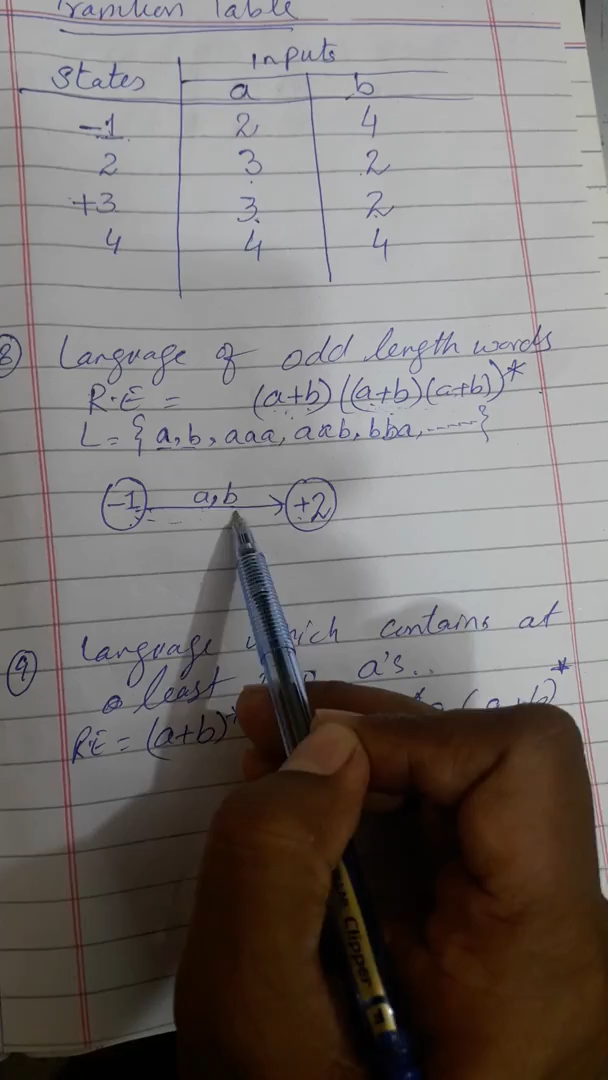 Transition Table
States Inputs
a b
-1 2 4
2 3 2
+3 3 2
4 4 4
8 Language of odd length words
R.E = (a+b)((a+b)(a+b))*
L = { a, b, aaa, aab, bba, ------}
-1 a,b +2
9 Language which contains at
least a's..
RE = (a+b)* a (a+b)*
Clipper